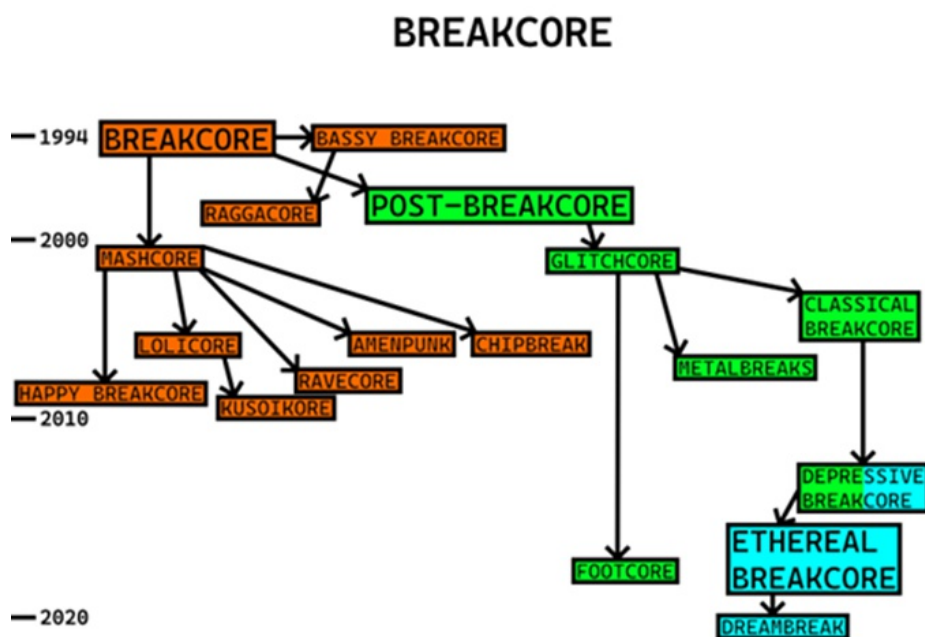 BREAKCORE
1994
BREAKCORE
BASSY BREAKCORE
RAGGACORE
POST-BREAKCORE
2000
MASHCORE
GLITCHCORE
CLASSICAL
BREAKCORE
LOLICORE
AMENPUNK
CHIPBREAK
METALBREAKS
RAVECORE
HAPPY BREAKCORE
KUSOIKORE
2010
DEPRESSIVE
BREAKCORE
ETHEREAL
BREAKCORE
FOOTCORE
2020
DREAMBREAK